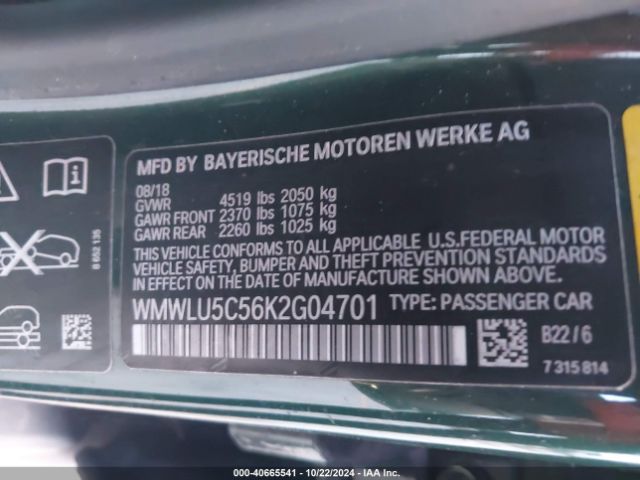 MFD BY BAYERISCHE MOTOREN WERKE AG
08/18
GVWR 4519 lbs 2050 kg
GAWR FRONT 2370 lbs 1075 kg
GAWR REAR 2260 lbs 1025 kg
THIS VEHICLE CONFORMS TO ALL APPLICABLE U.S.FEDERAL MOTOR
VEHICLE SAFETY, BUMPER AND THEFT PREVENTION STANDARDS
IN EFFECT ON THE DATE OF MANUFACTURE SHOWN ABOVE.
WMWLU5C56K2G04701 TYPE: PASSENGER CAR
B22/6
7 315 814
8 652 135
000-40665541 - 10/22/2024 - IAA Inc.